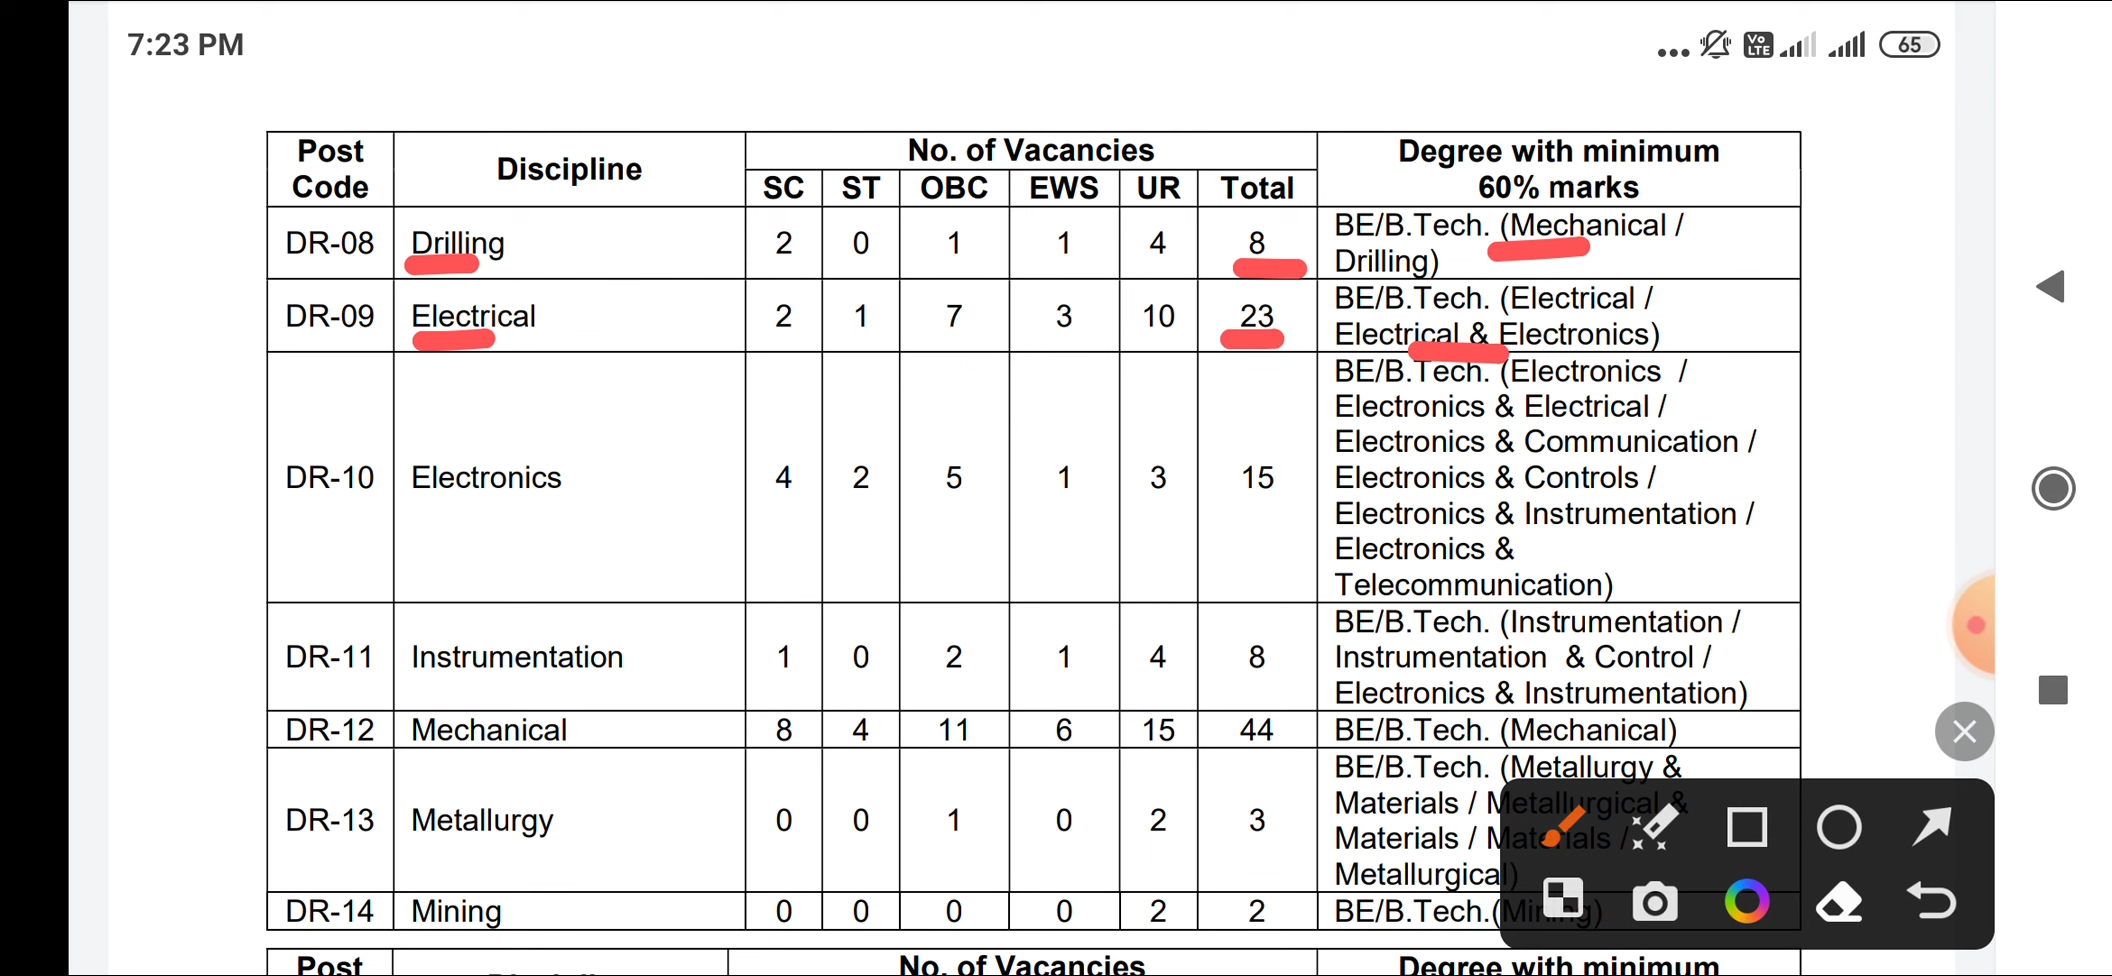 7:23 PM
Vo LTE
65
Post Code
Discipline
No. of Vacancies
Degree with minimum 60% marks
SC ST OBC EWS UR Total
DR-08 Drilling 2 0 1 1 4 8 BE/B.Tech. (Mechanical /
Drilling)
DR-09 Electrical 2 1 7 3 10 23 BE/B.Tech. (Electrical /
Electrical & Electronics)
DR-10 Electronics 4 2 5 1 3 15 BE/B.Tech. (Electronics /
Electronics & Electrical /
Electronics & Communication /
Electronics & Controls /
Electronics & Instrumentation /
Electronics &
Telecommunication)
DR-11 Instrumentation 1 0 2 1 4 8 BE/B.Tech. (Instrumentation /
Instrumentation & Control /
Electronics & Instrumentation)
DR-12 Mechanical 8 4 11 6 15 44 BE/B.Tech. (Mechanical)
DR-13 Metallurgy 0 0 1 0 2 3 BE/B.Tech. (Metallurgy &
Materials / Metallurgical &
Materials / Materials /
Metallurgical)
DR-14 Mining 0 0 0 0 2 2 BE/B.Tech.(Mining)
Post No. of Vacancies Degree with minimum